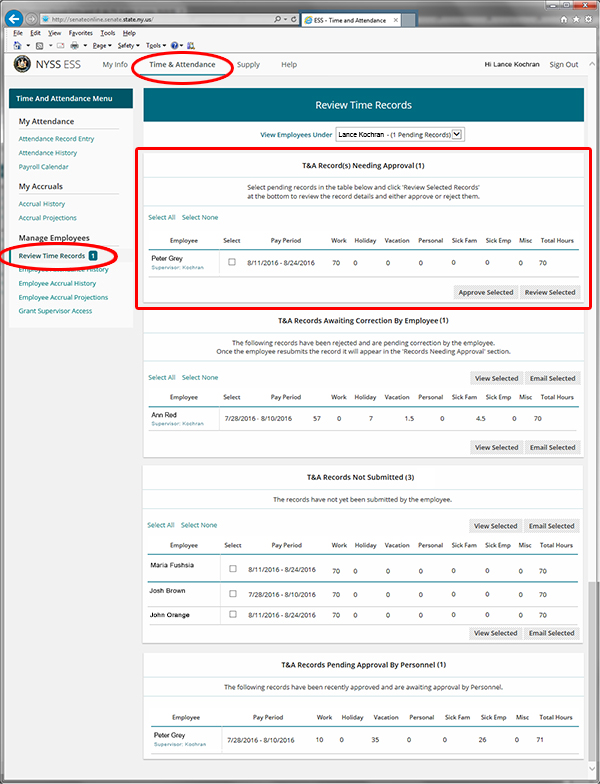 http://senateonline.senate.state.ny.us/
ESS - Time and Attendance
File Edit View Favorites Tools Help
Page Safety Tools
NYSS ESS My Info Time & Attendance Supply Help Hi Lance Kochran Sign Out
Time And Attendance Menu
My Attendance
Attendance Record Entry
Attendance History
Payroll Calendar
My Accruals
Accrual History
Accrual Projections
Manage Employees
Review Time Records 1
Employee Attendance History
Employee Accrual History
Employee Accrual Projections
Grant Supervisor Access
Review Time Records
View Employees Under Lance Kochran - (1 Pending Records)
T&A Record(s) Needing Approval (1)
Select pending records in the table below and click 'Review Selected Records'
at the bottom to review the record details and either approve or reject them.
Select All Select None
Employee Select Pay Period Work Holiday Vacation Personal Sick Fam Sick Emp Misc Total Hours
Peter Grey 8/11/2016 - 8/24/2016 70 0 0 0 0 0 0 70
Supervisor: Kochran
Approve Selected Review Selected
T&A Records Awaiting Correction By Employee (1)
The following records have been rejected and are pending correction by the employee.
Once the employee resubmits the record it will appear in the 'Records Needing Approval' section.
View Selected Email Selected
Select All Select None
Employee Select Pay Period Work Holiday Vacation Personal Sick Fam Sick Emp Misc Total Hours
Ann Red 7/28/2016 - 8/10/2016 57 0 7 1.5 0 4.5 0 70
Supervisor: Kochran
View Selected Email Selected
T&A Records Not Submitted (3)
The records have not yet been submitted by the employee.
Select All Select None View Selected Email Selected
Employee Select Pay Period Work Holiday Vacation Personal Sick Fam Sick Emp Misc Total Hours
Maria Fushsia 8/11/2016 - 8/24/2016 70 0 0 0 0 0 0 70
Josh Brown 7/28/2016 - 8/10/2016 70 0 0 0 0 0 0 70
John Orange 8/11/2016 - 8/24/2016 70 0 0 0 0 0 0 70
View Selected Email Selected
T&A Records Pending Approval By Personnel (1)
The following records have been recently approved and are awaiting approval by Personnel.
Employee Pay Period Work Holiday Vacation Personal Sick Fam Sick Emp Misc Total Hours
Peter Grey 7/28/2016 - 8/10/2016 10 0 35 0 0 26 0 71
Supervisor: Kochran